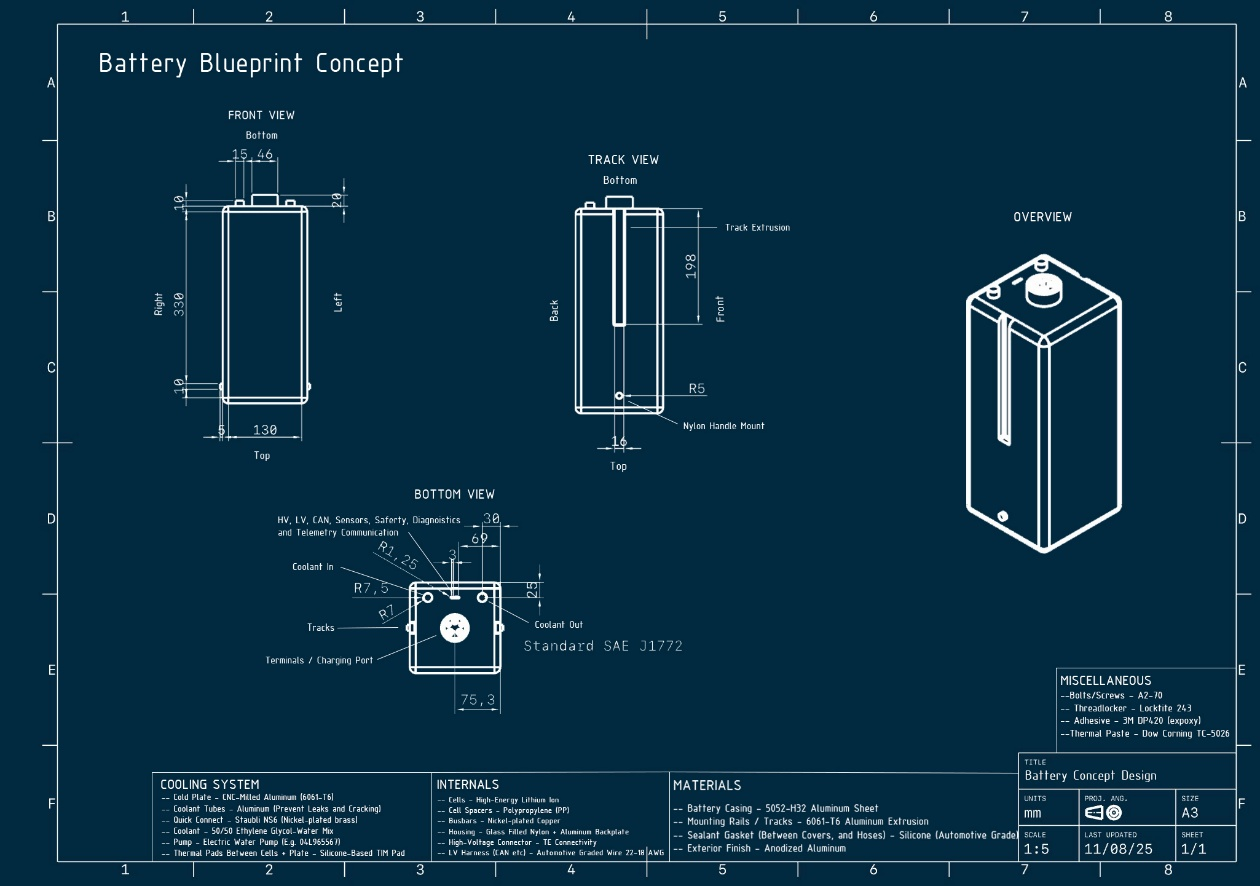 1 2 3 4 5 6 7 8
A A
B B
C C
D D
E E
F F
Battery Blueprint Concept
FRONT VIEW
Bottom
15 46
10
20
Right
330
Left
10
5 130
Top
TRACK VIEW
Bottom
Track Extrusion
198
Back
Front
R5
Nylon Handle Mount
16
Top
OVERVIEW
BOTTOM VIEW
HV, LV, CAN, Sensors, Saferty, Diagnostics
and Telemetry Communication
30
69
3
R1,25
Coolant In
R7,5
25
R7
Tracks
Coolant Out
Standard SAE J1772
Terminals / Charging Port
75,3
MISCELLANEOUS
--Bolts/Screws - A2-70
-- Threadlocker - Locktite 243
-- Adhesive - 3M DP420 (expoxy)
--Thermal Paste - Dow Corning TC-5026
COOLING SYSTEM
-- Cold Plate - CNC-Milled Aluminum (6061-T6)
-- Coolant Tubes - Aluminum (Prevent Leaks and Cracking)
-- Quick Connect - Staubli NS6 (Nickel-plated brass)
-- Coolant - 50/50 Ethylene Glycol-Water Mix
-- Pump - Electric Water Pump (E.g. 04L965567)
-- Thermal Pads Between Cells + Plate - Silicone-Based TIM Pad
INTERNALS
-- Cells - High-Energy Lithium Ion
-- Cell Spacers - Polypropylene (PP)
-- Busbars - Nickel-plated Copper
-- Housing - Glass Filled Nylon + Aluminum Backplate
-- High-Voltage Connector - TE Connectivity
-- LV Harness (CAN etc) - Automotive Graded Wire 22-18 AWG
MATERIALS
-- Battery Casing - 5052-H32 Aluminum Sheet
-- Mounting Rails / Tracks - 6061-T6 Aluminum Extrusion
-- Sealant Gasket (Between Covers, and Hoses) - Silicone (Automotive Grade)
-- Exterior Finish - Anodized Aluminum
TITLE
Battery Concept Design
UNITS PROJ. ANG. SIZE
mm A3
SCALE LAST UPDATED SHEET
1:5 11/08/25 1/1
1 2 3 4 5 6 7 8